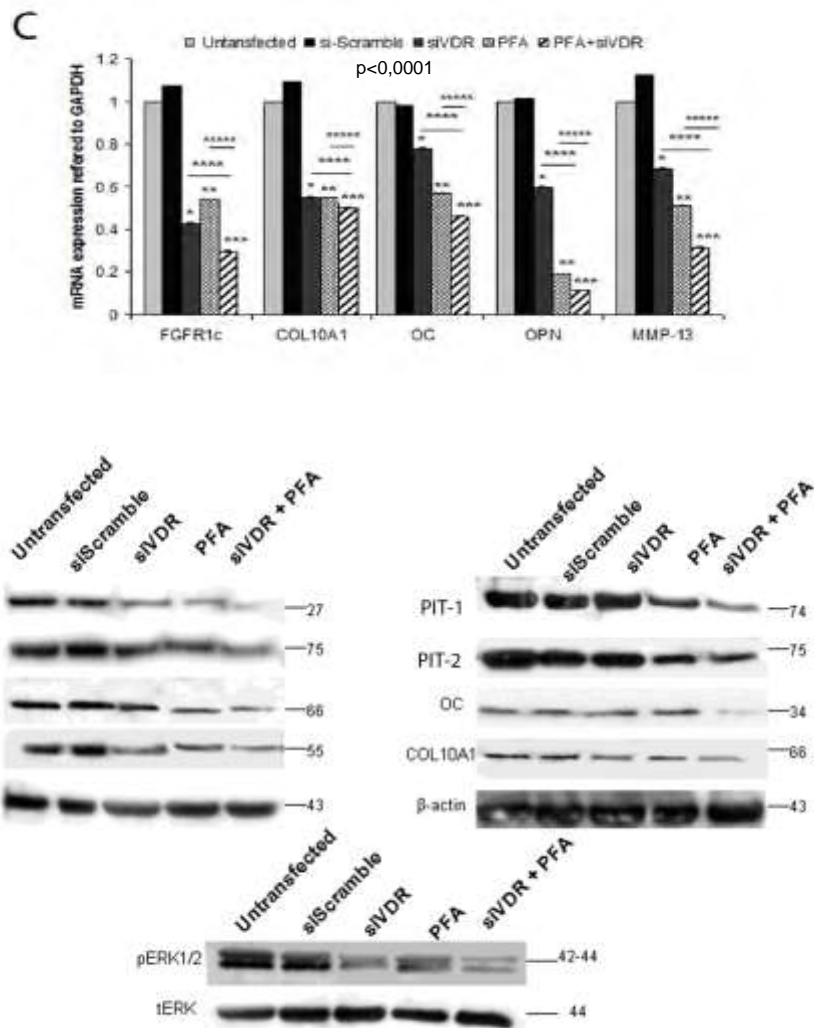 C
Untansfected si-Scramble siVDR PFA PFA+siVDR
p<0,0001
mRNA expression refered to GAPDH
1.2
1
0.8
0.6
0.4
0.2
0
* ** *** **** *****
* ** *** **** *****
* ** *** **** *****
* ** *** **** *****
* ** *** **** *****
FGFR1c COL10A1 OC OPN MMP-13
Untransfected siScramble siVDR PFA siVDR + PFA
27
75
66
55
43
Untransfected siScramble siVDR PFA siVDR + PFA
PIT-1 74
PIT-2 75
OC 34
COL10A1 66
β-actin 43
Untransfected siScramble siVDR PFA siVDR + PFA
pERK1/2 42-44
tERK 44